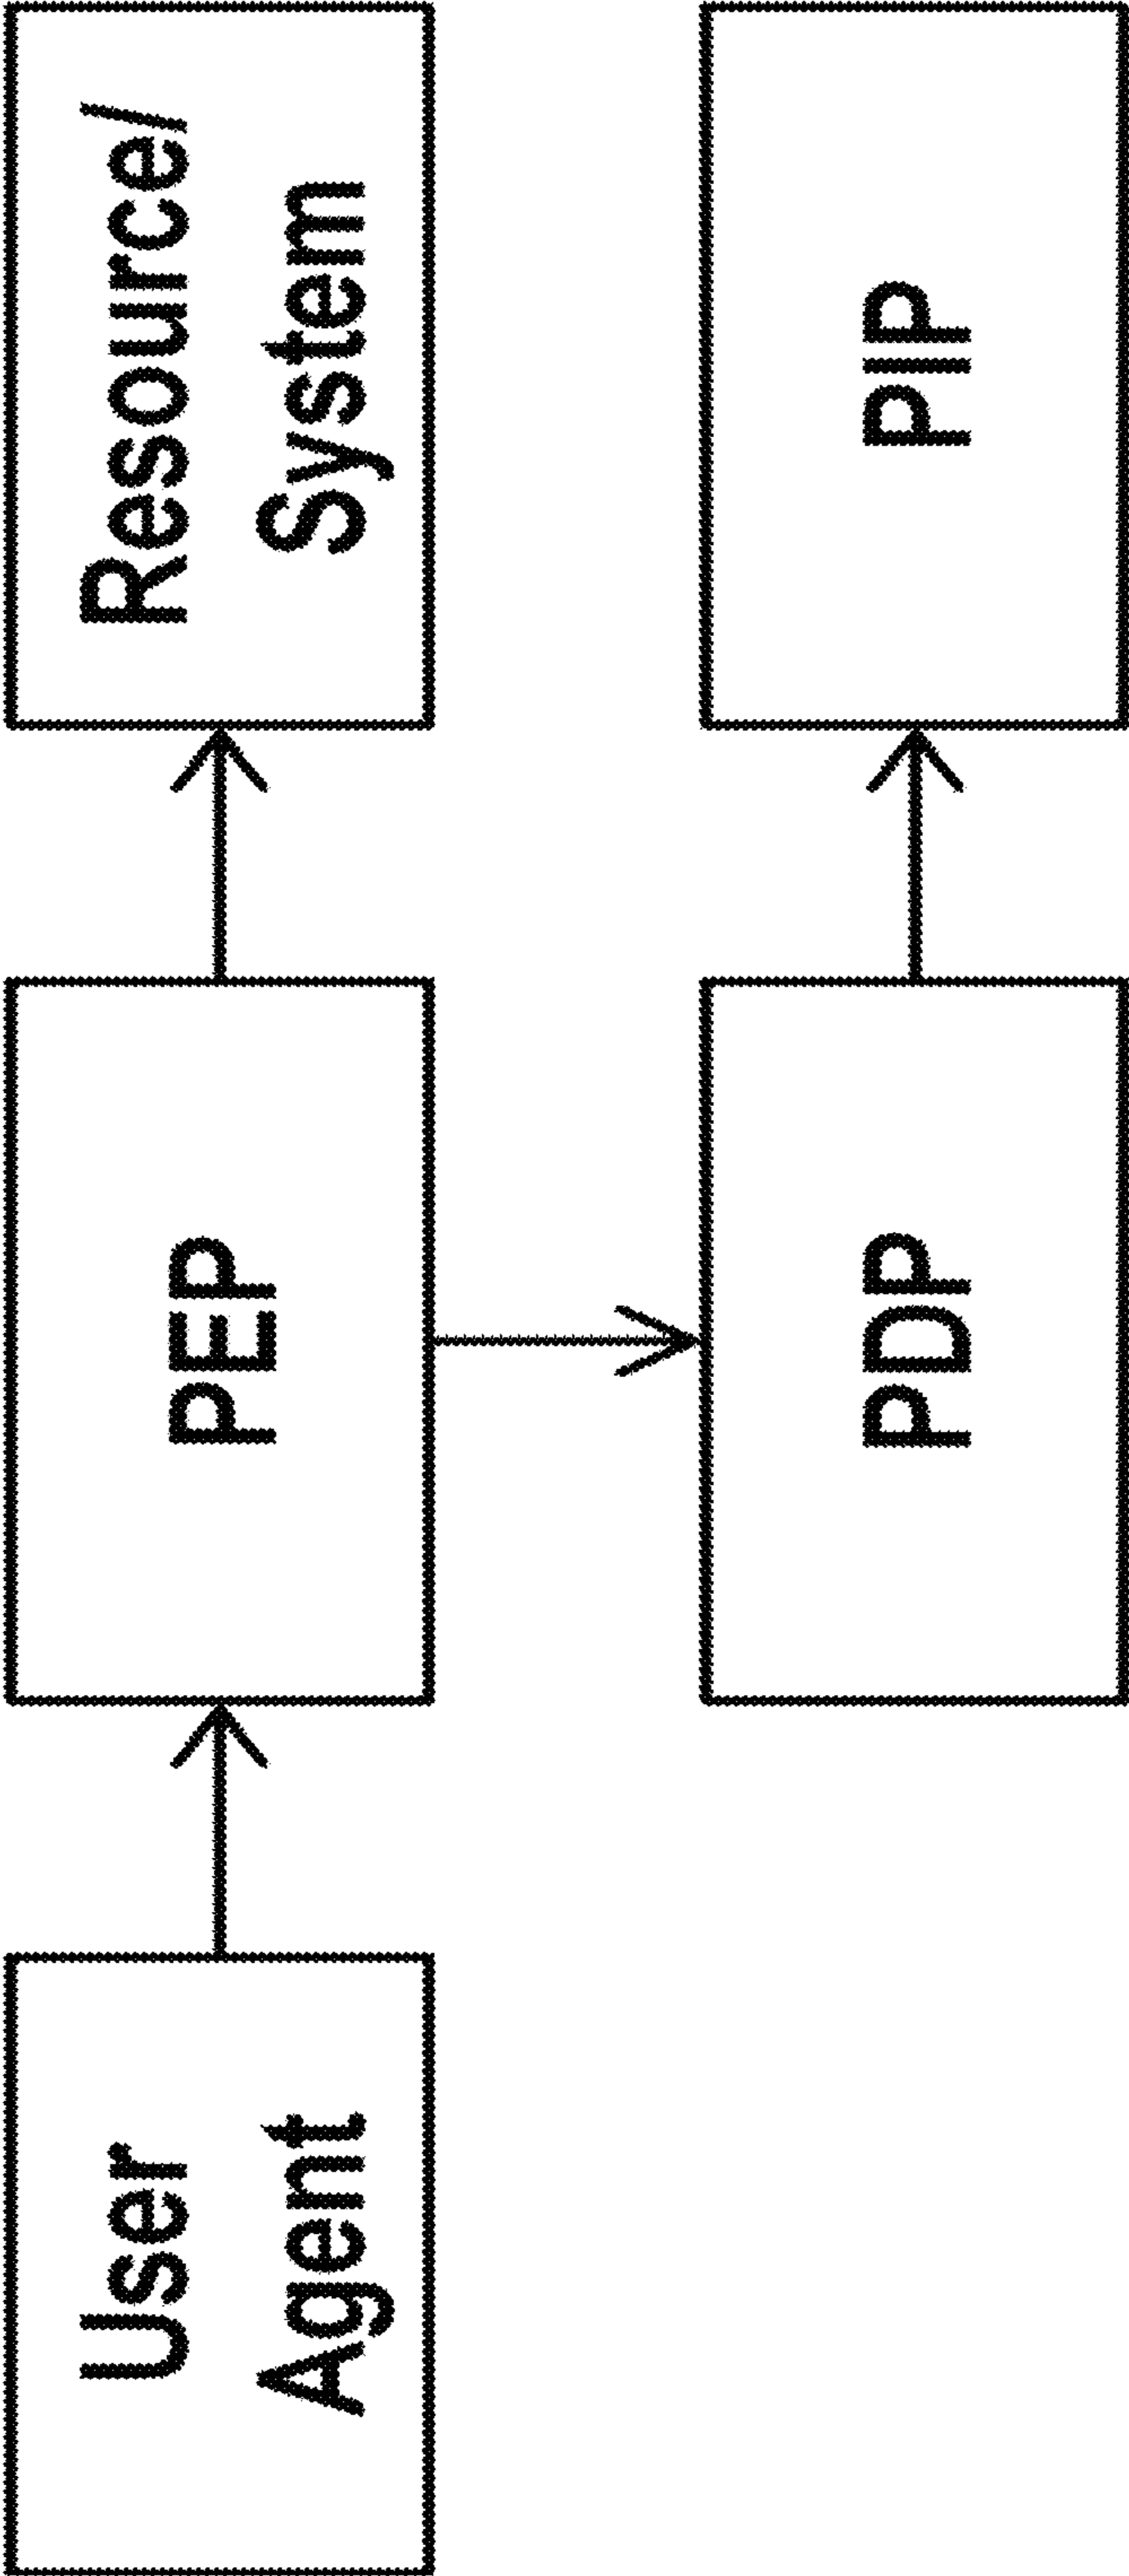 User
Agent
PEP
Resource/
System
PDP
PIP